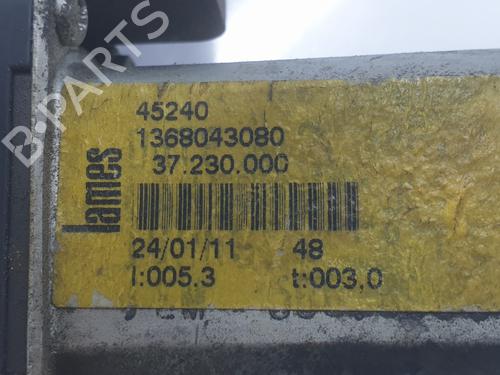 45240
1368043080
37.230.000
lames
24/01/11 48
I:005.3 t:003,0
B-PARTS